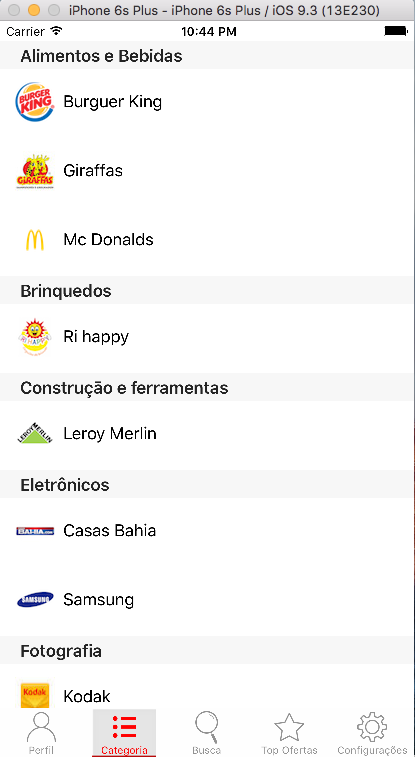 iPhone 6s Plus - iPhone 6s Plus / iOS 9.3 (13E230)
Carrier 10:44 PM
Alimentos e Bebidas
BURGER
KING
Burguer King
GIRAFFAS
Giraffas
Mc Donalds
Brinquedos
Ri HAPPY
Ri happy
Construção e ferramentas
LEROY MERLIN
Leroy Merlin
Eletrônicos
Casas Bahia
SAMSUNG
Samsung
Fotografia
Kodak
Kodak
Perfil Categoria Busca Top Ofertas Configurações